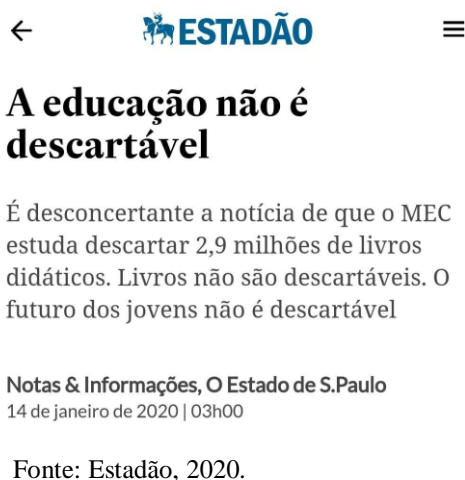 ESTADÃO
A educação não é
descartável
É desconcertante a notícia de que o MEC
estuda descartar 2,9 milhões de livros
didáticos. Livros não são descartáveis. O
futuro dos jovens não é descartável
Notas & Informações, O Estado de S.Paulo
14 de janeiro de 2020 | 03h00
Fonte: Estadão, 2020.